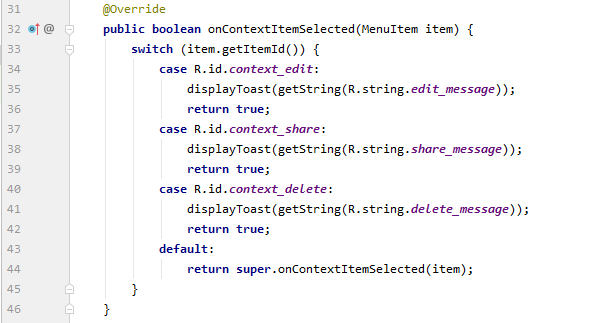 31 @Override
32 @ public boolean onContextItemSelected(MenuItem item) {
33 switch (item.getItemId()) {
34 case R.id.context_edit:
35 displayToast(getString(R.string.edit_message));
36 return true;
37 case R.id.context_share:
38 displayToast(getString(R.string.share_message));
39 return true;
40 case R.id.context_delete:
41 displayToast(getString(R.string.delete_message));
42 return true;
43 default:
44 return super.onContextItemSelected(item);
45 }
46 }